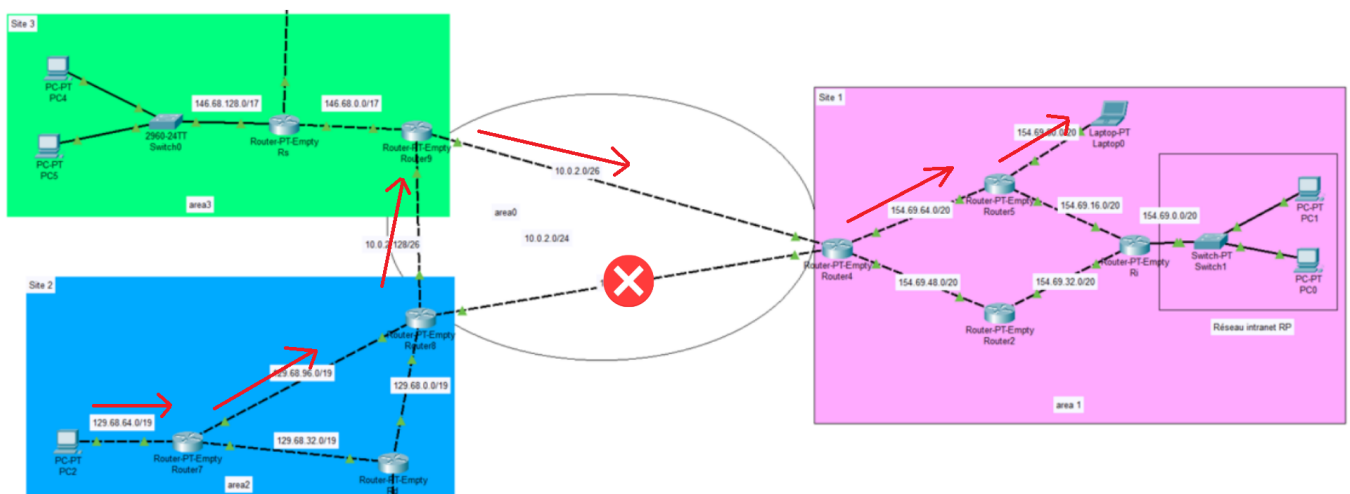 Site 3
PC-PT
PC4
146.68.128.0/17
146.68.0.0/17
2960-24TT
Switch0
Router-PT-Empty
Rs
Router-PT-Empty
Router9
PC-PT
PC5
area3
10.0.2.0/26
area0
10.0.2.0/24
Site 2
Router-PT-Empty
Router8
129.68.96.0/19
129.68.0.0/19
129.68.64.0/19
129.68.32.0/19
PC-PT
PC2
Router-PT-Empty
Router7
Router-PT-Empty
area2
Site 1
Laptop-PT
Laptop0
Router-PT-Empty
Router5
154.69.64.0/20
154.69.16.0/20
154.69.0.0/20
PC-PT
PC1
Router-PT-Empty
Router4
Router-PT-Empty
Ri
Switch-PT
Switch1
PC-PT
PC0
154.69.48.0/20
154.69.32.0/20
Router-PT-Empty
Router2
Réseau intranet RP
area 1